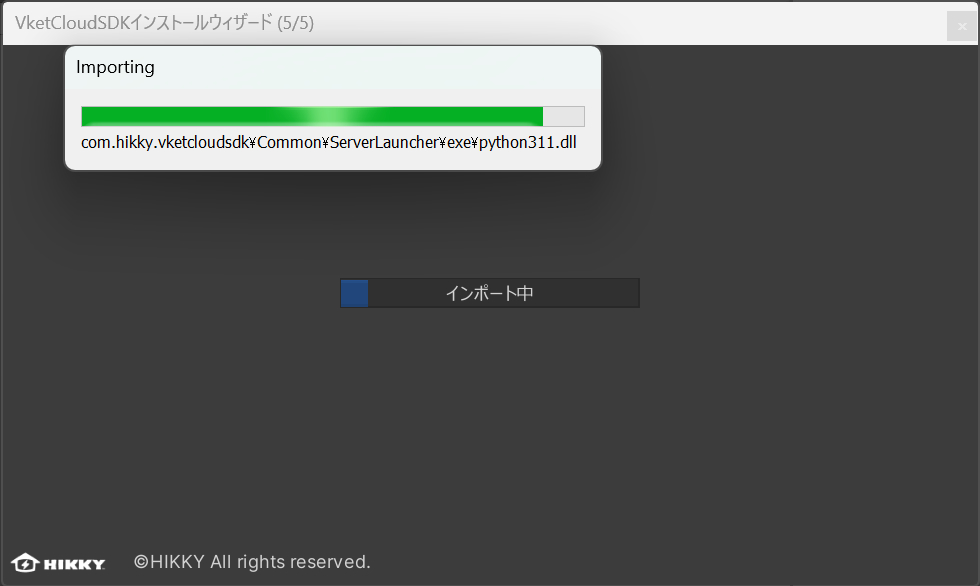 VketCloudSDKインストールウィザード (5/5)
Importing
com.hikky.vketcloudsdk¥Common¥ServerLauncher¥exe¥python311.dll
インポート中
HIKKY ©HIKKY All rights reserved.